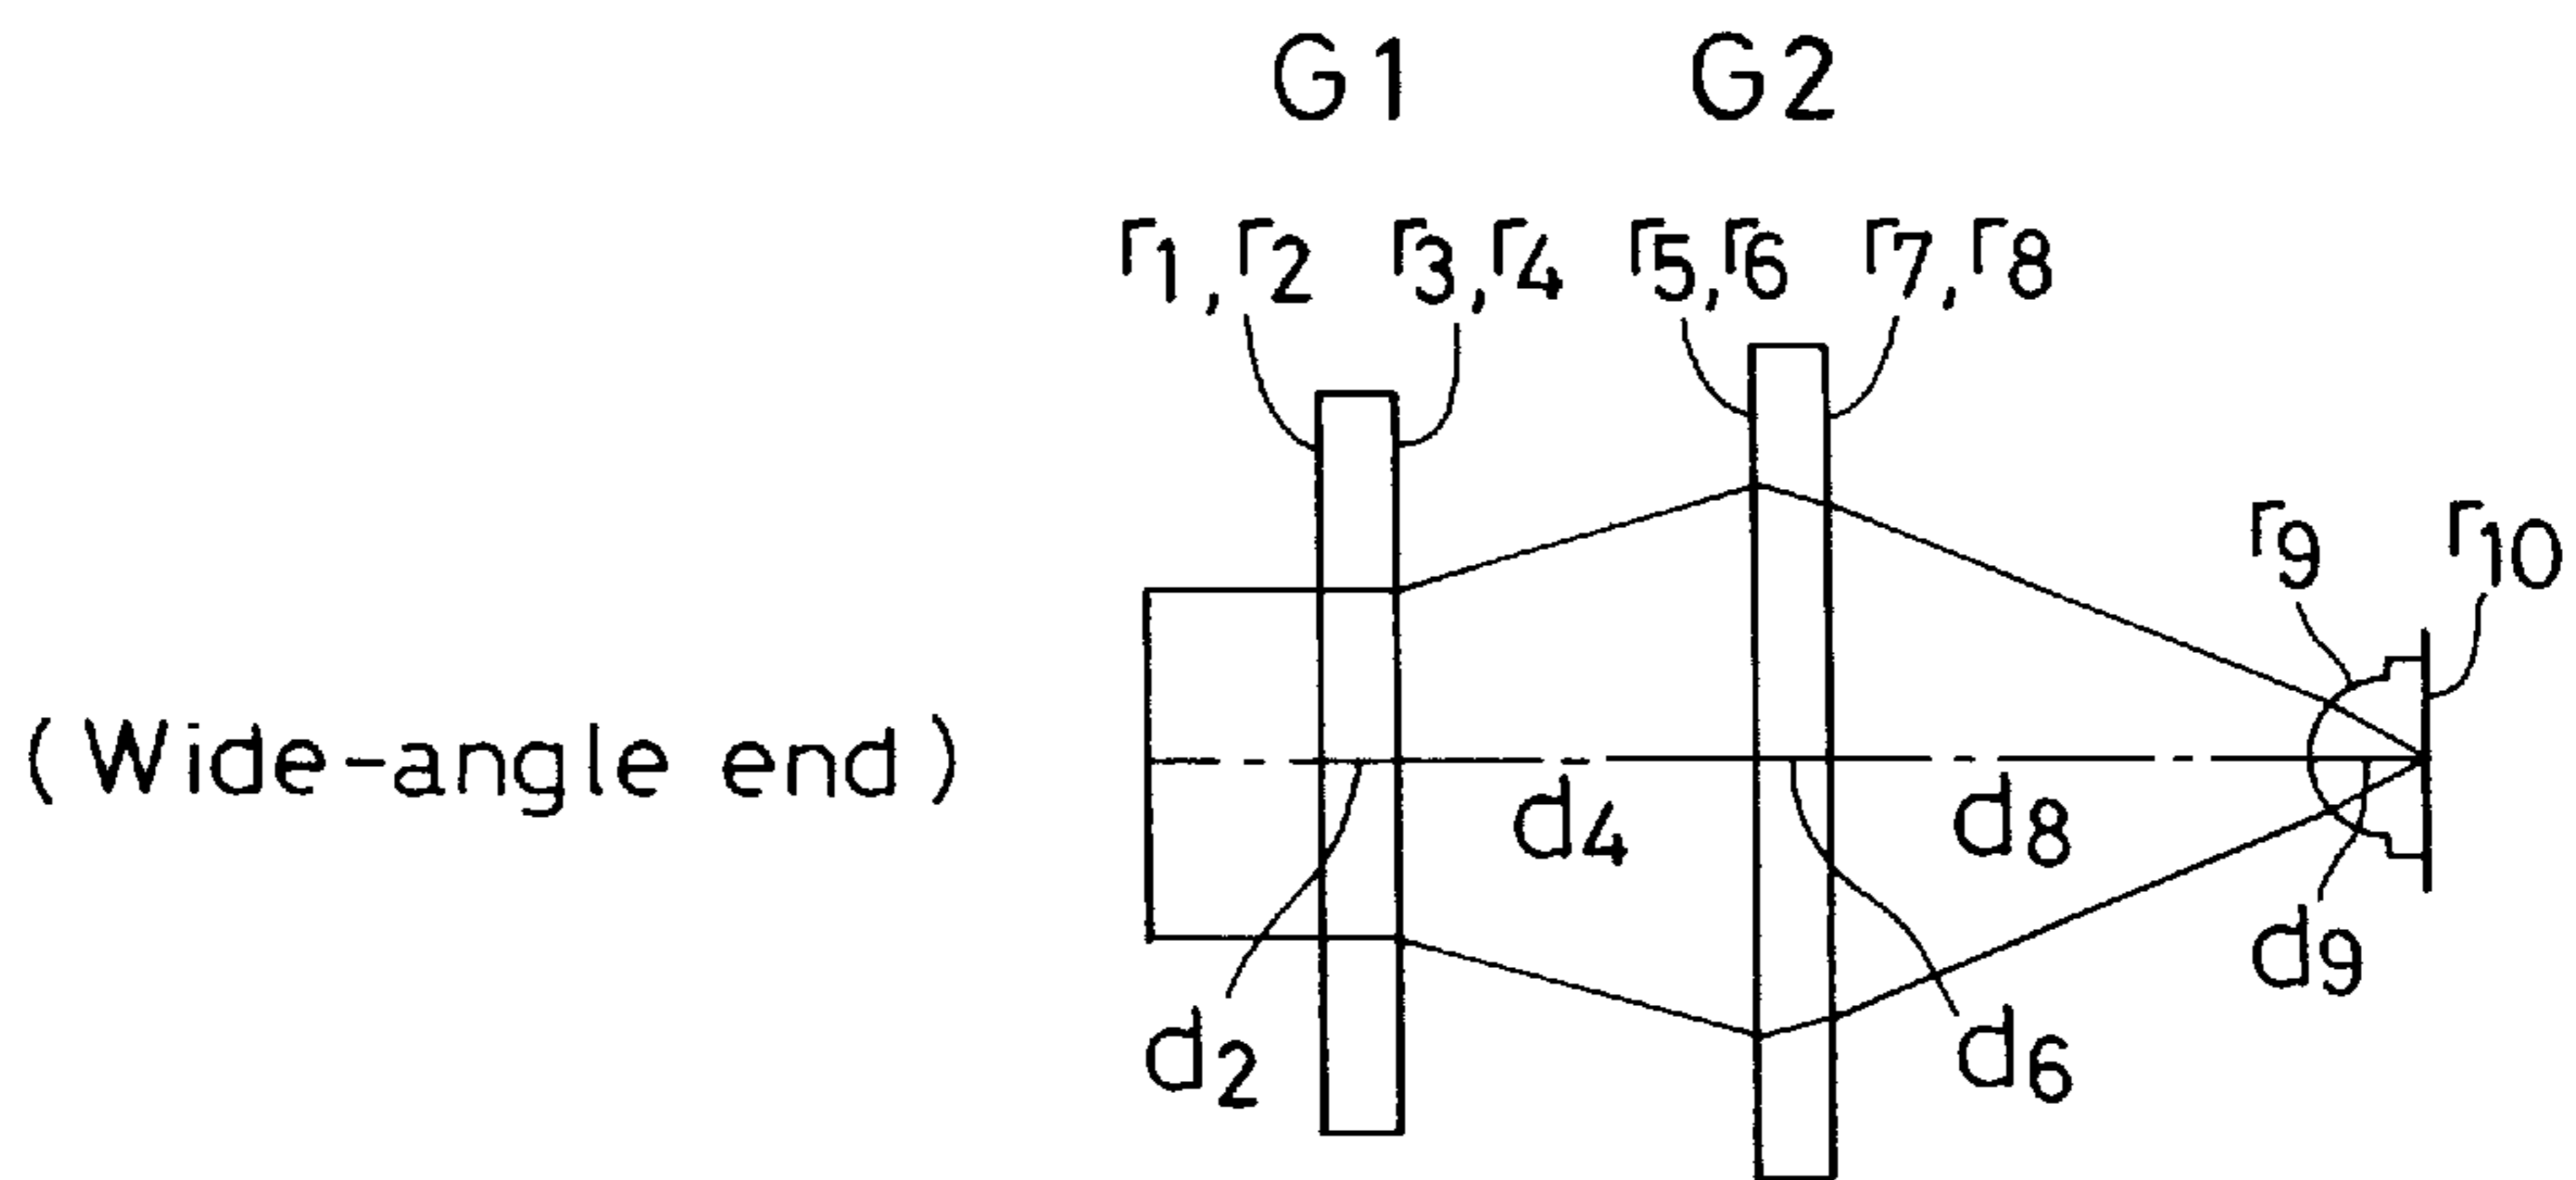 G1 G2
r1, r2 r3, r4 r5, r6 r7, r8
r9 r10
(Wide-angle end)
d4 d8
d9
d2 d6